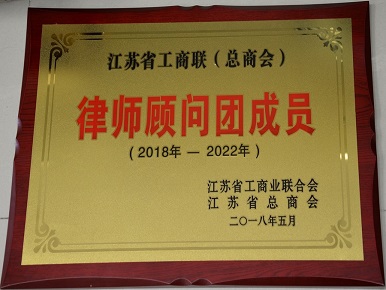 江苏省工商联（总商会）
律师顾问团成员
（2018年 — 2022年）
江苏省工商业联合会
江苏省总商会
二〇一八年五月